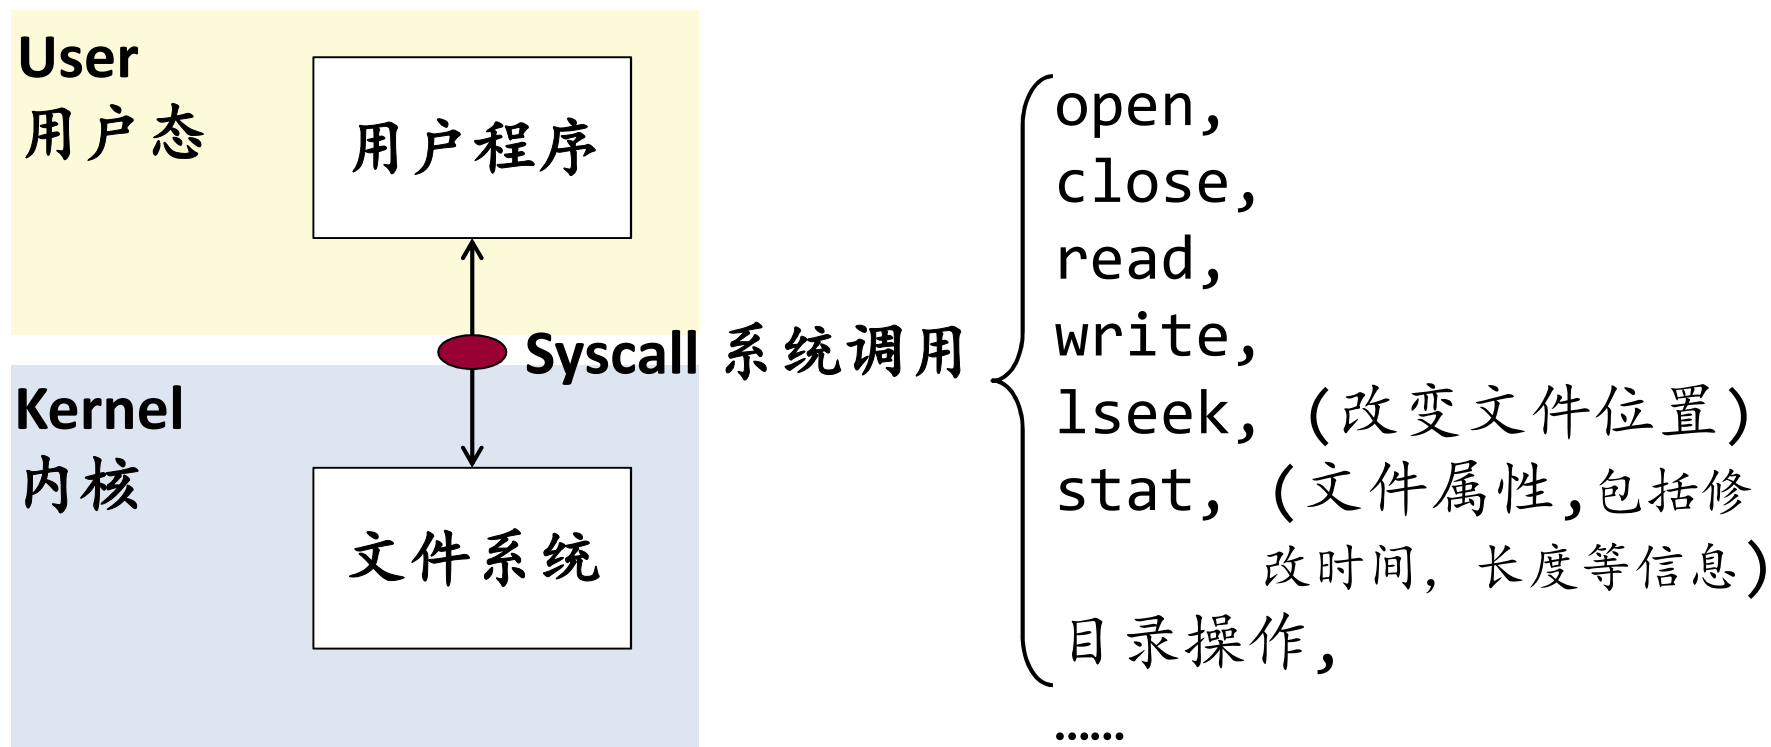 User
用户态
用户程序
Syscall 系统调用
Kernel
内核
文件系统
open,
close,
read,
write,
lseek, (改变文件位置)
stat, (文件属性,包括修
改时间, 长度等信息)
目录操作,
……